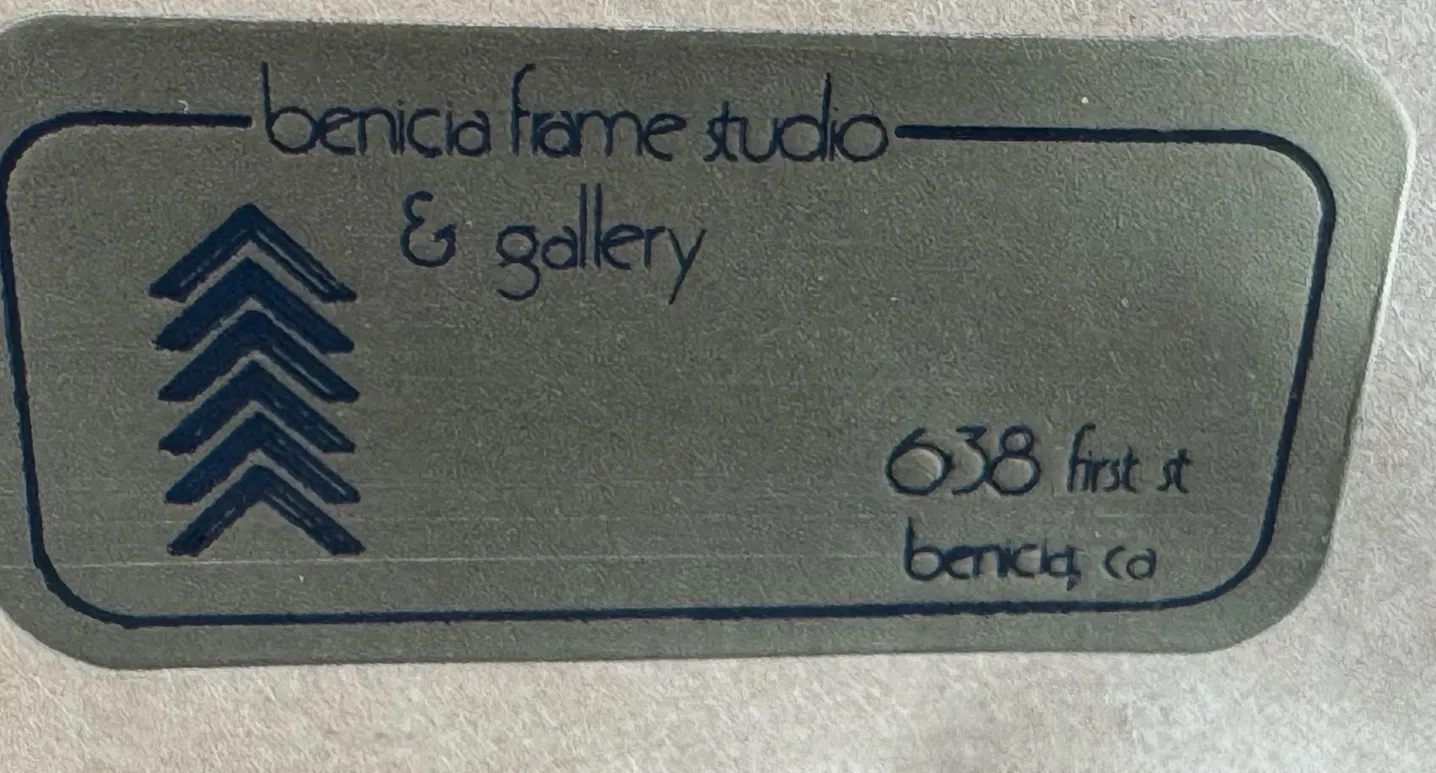 benicia frame studio
& gallery
638 first st
benicia, ca